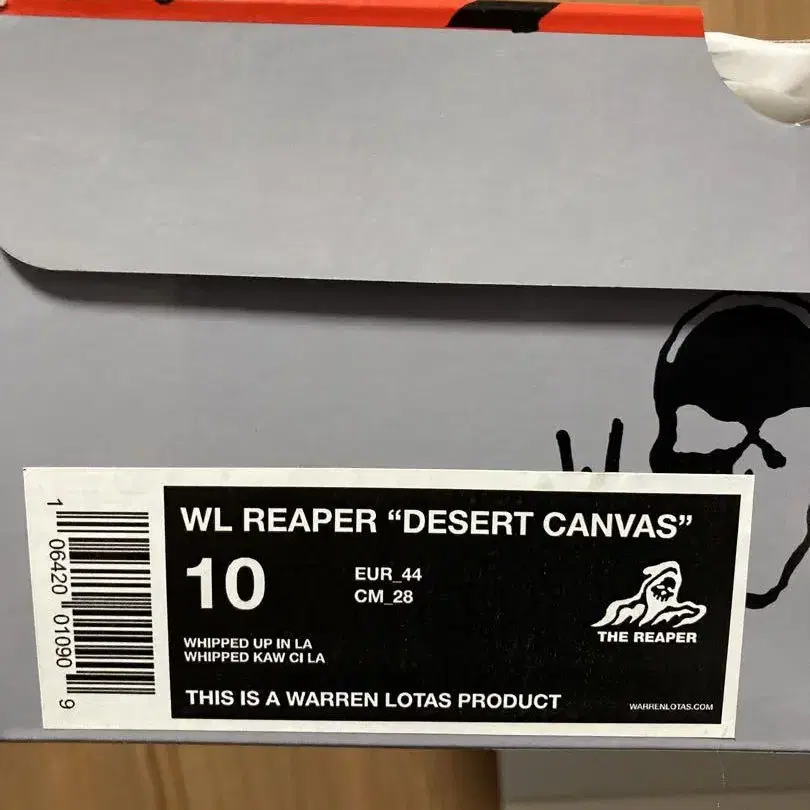 WL
WL REAPER “DESERT CANVAS”
10
EUR_44
CM_28
WHIPPED UP IN LA
WHIPPED KAW CI LA
THE REAPER
THIS IS A WARREN LOTAS PRODUCT
WARRENLOTAS.COM
1 06420 01090 9